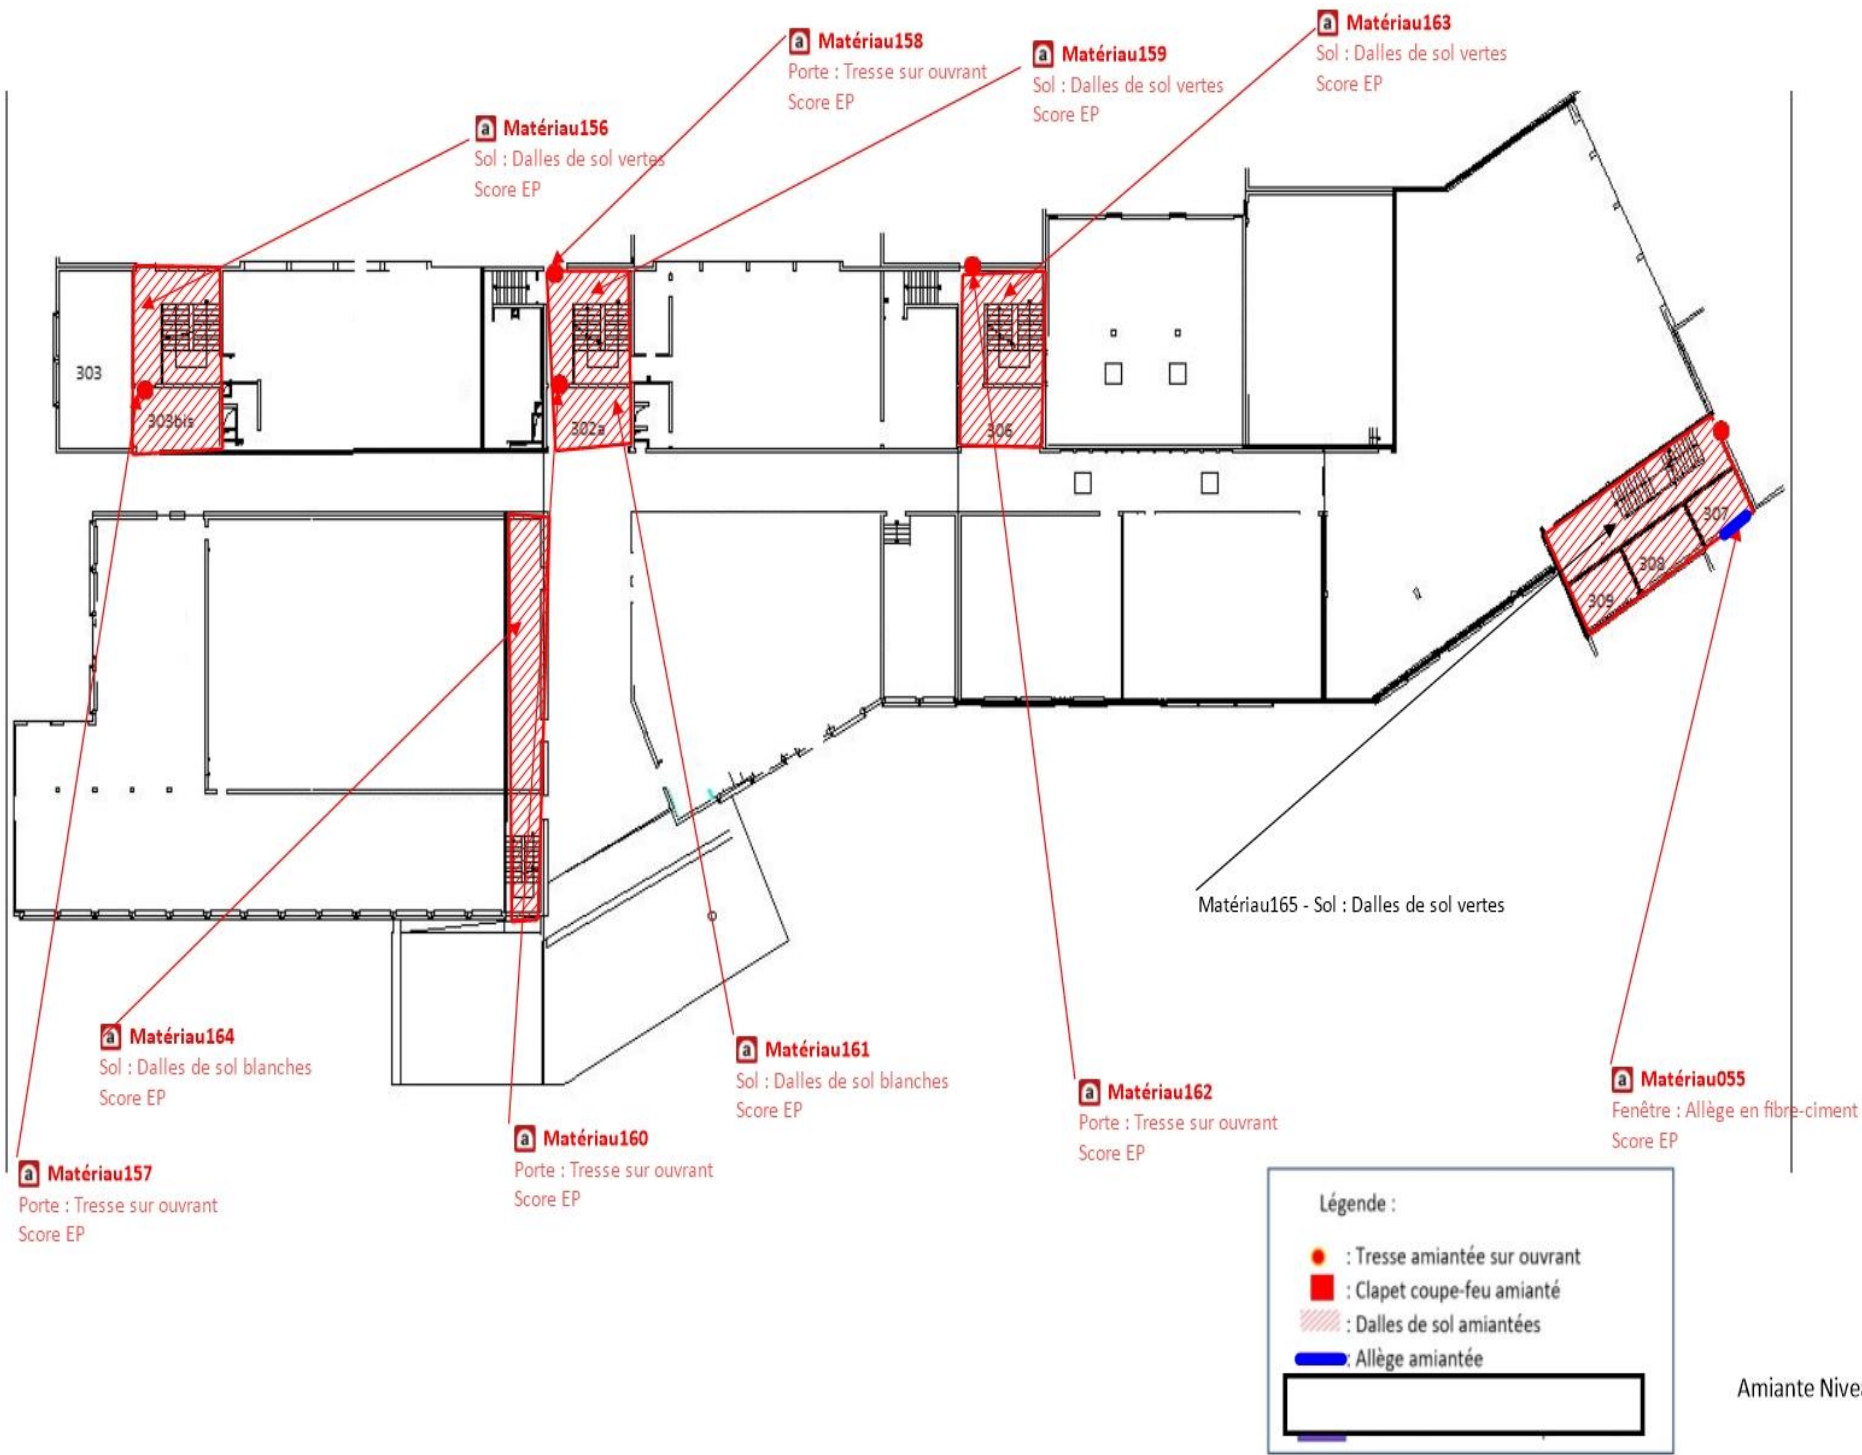 a Matériau163
Sol : Dalles de sol vertes
Score EP
a Matériau158
Porte : Tresse sur ouvrant
Score EP
a Matériau159
Sol : Dalles de sol vertes
Score EP
a Matériau156
Sol : Dalles de sol vertes
Score EP
303
303bis
302a
306
307
308
309
Matériau165 - Sol : Dalles de sol vertes
a Matériau164
Sol : Dalles de sol blanches
Score EP
a Matériau161
Sol : Dalles de sol blanches
Score EP
a Matériau162
Porte : Tresse sur ouvrant
Score EP
a Matériau055
Fenêtre : Allège en fibre-ciment
Score EP
a Matériau160
Porte : Tresse sur ouvrant
Score EP
a Matériau157
Porte : Tresse sur ouvrant
Score EP
Légende :
: Tresse amiantée sur ouvrant
: Clapet coupe-feu amianté
: Dalles de sol amiantées
: Allège amiantée
Amiante Nivea